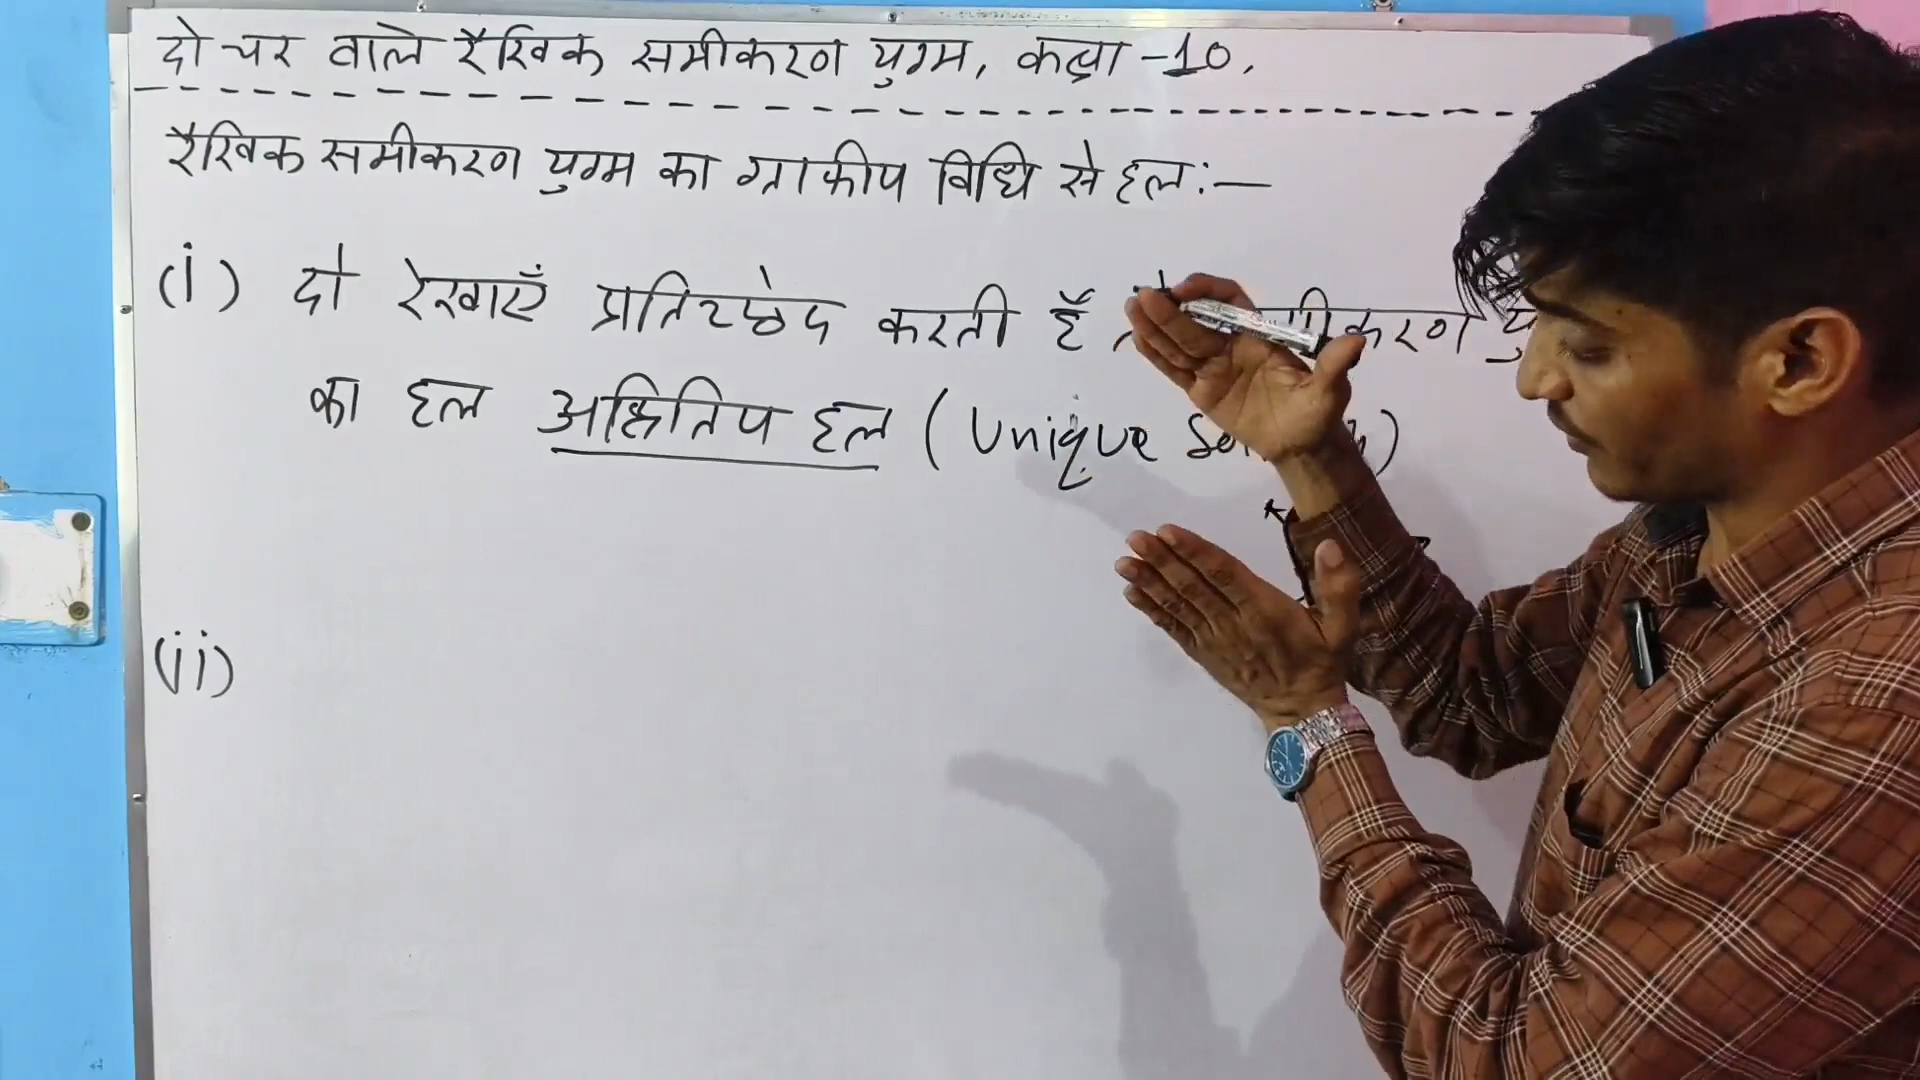 दो चर वाले रैखिक समीकरण युग्म, कक्षा -10.
रैखिक समीकरण युग्म का ग्राफीय विधि से हल:—
(i) दो रेखाएँ प्रतिच्छेद करती हैं
का हल अद्वितिय हल (Unique
(ii)